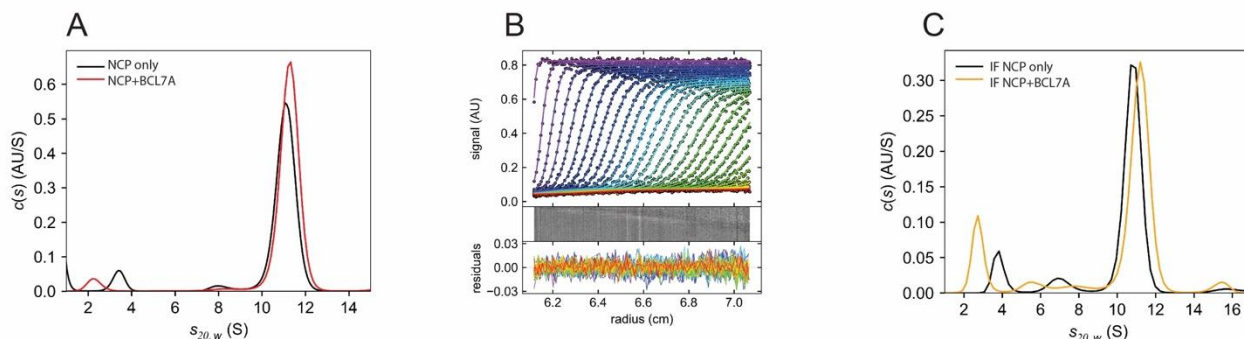 A
NCP only
NCP+BCL7A
0.6
0.5
0.4
0.3
0.2
0.1
0.0
c(s) (AU/S)
2 4 6 8 10 12 14
s20, w (S)
B
0.8
0.6
0.4
0.2
0.0
signal (AU)
0.03
0.00
−0.03
residuals
6.2 6.4 6.6 6.8 7.0
radius (cm)
C
IF NCP only
IF NCP+BCL7A
0.30
0.25
0.20
0.15
0.10
0.05
0.00
c(s) (AU/S)
2 4 6 8 10 12 14 16
s20, w (S)